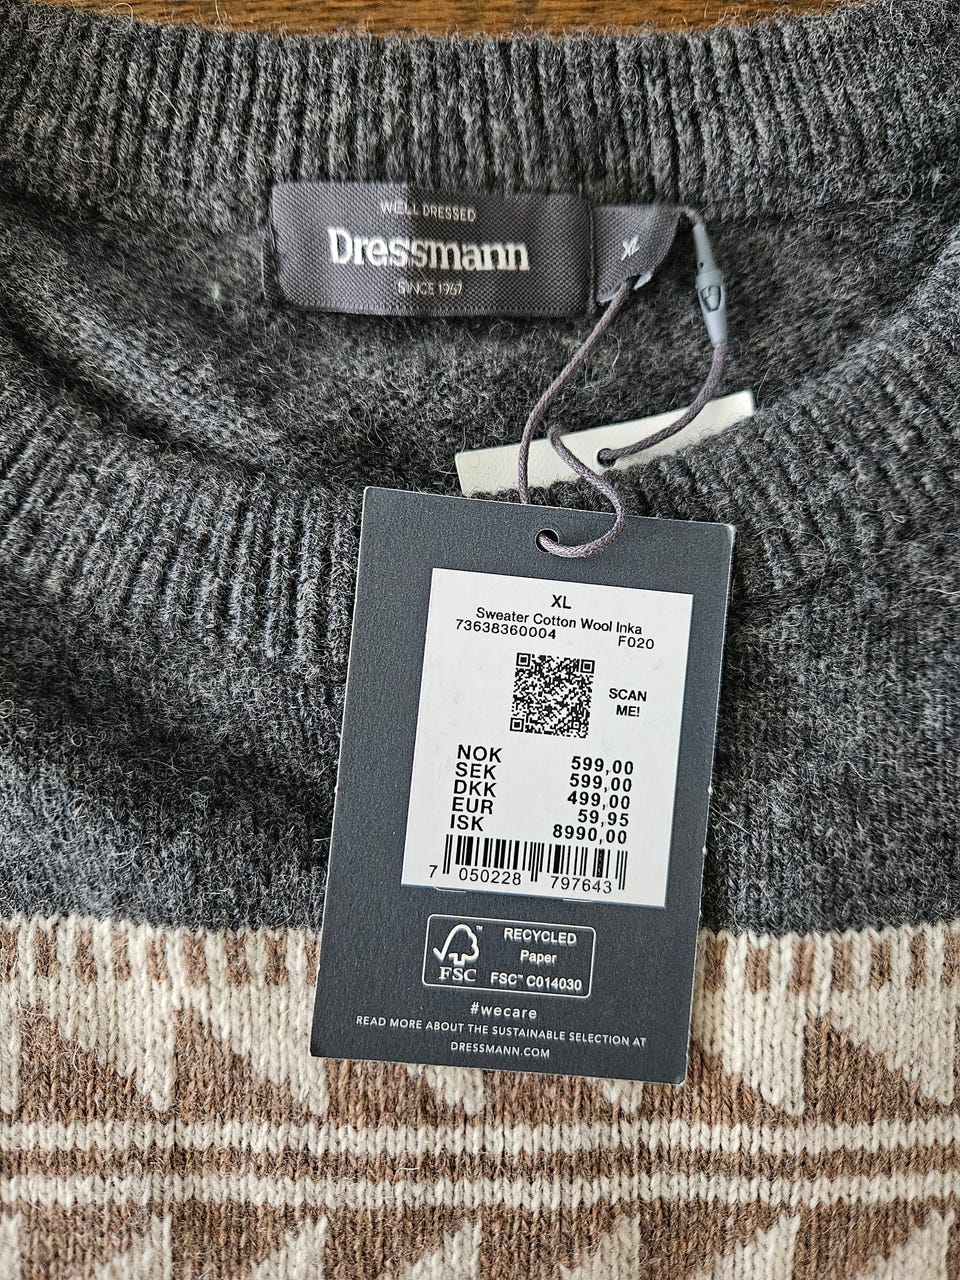 WELL DRESSED
Dressmann
SINCE 1967
XL
XL
Sweater Cotton Wool Inka
73638360004 F020
SCAN
ME!
NOK 599,00
SEK 599,00
DKK 499,00
EUR 59,95
ISK 8990,00
7 050228 797643
RECYCLED
Paper
FSC™ FSC™ C014030
#wecare
READ MORE ABOUT THE SUSTAINABLE SELECTION AT
DRESSMANN.COM